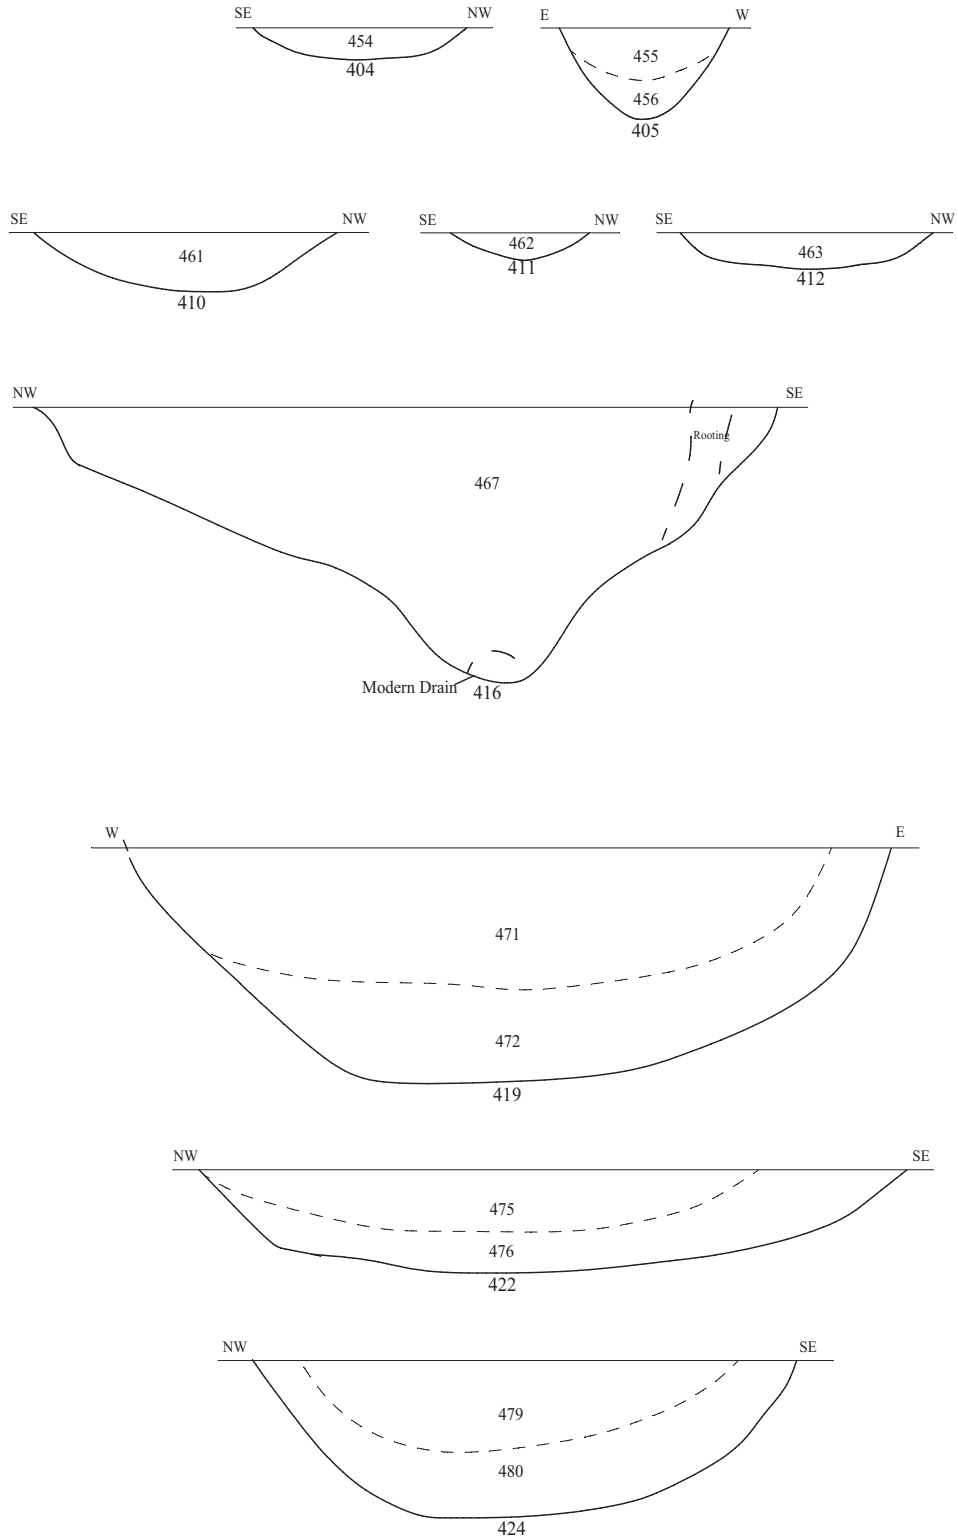 SE NW E W
454 455
404 456
405
SE NW SE NW SE NW
461 462 463
410 411 412
NW SE
Rooting
467
Modern Drain 416
W E
471
472
419
NW SE
475
476
422
NW SE
479
480
424